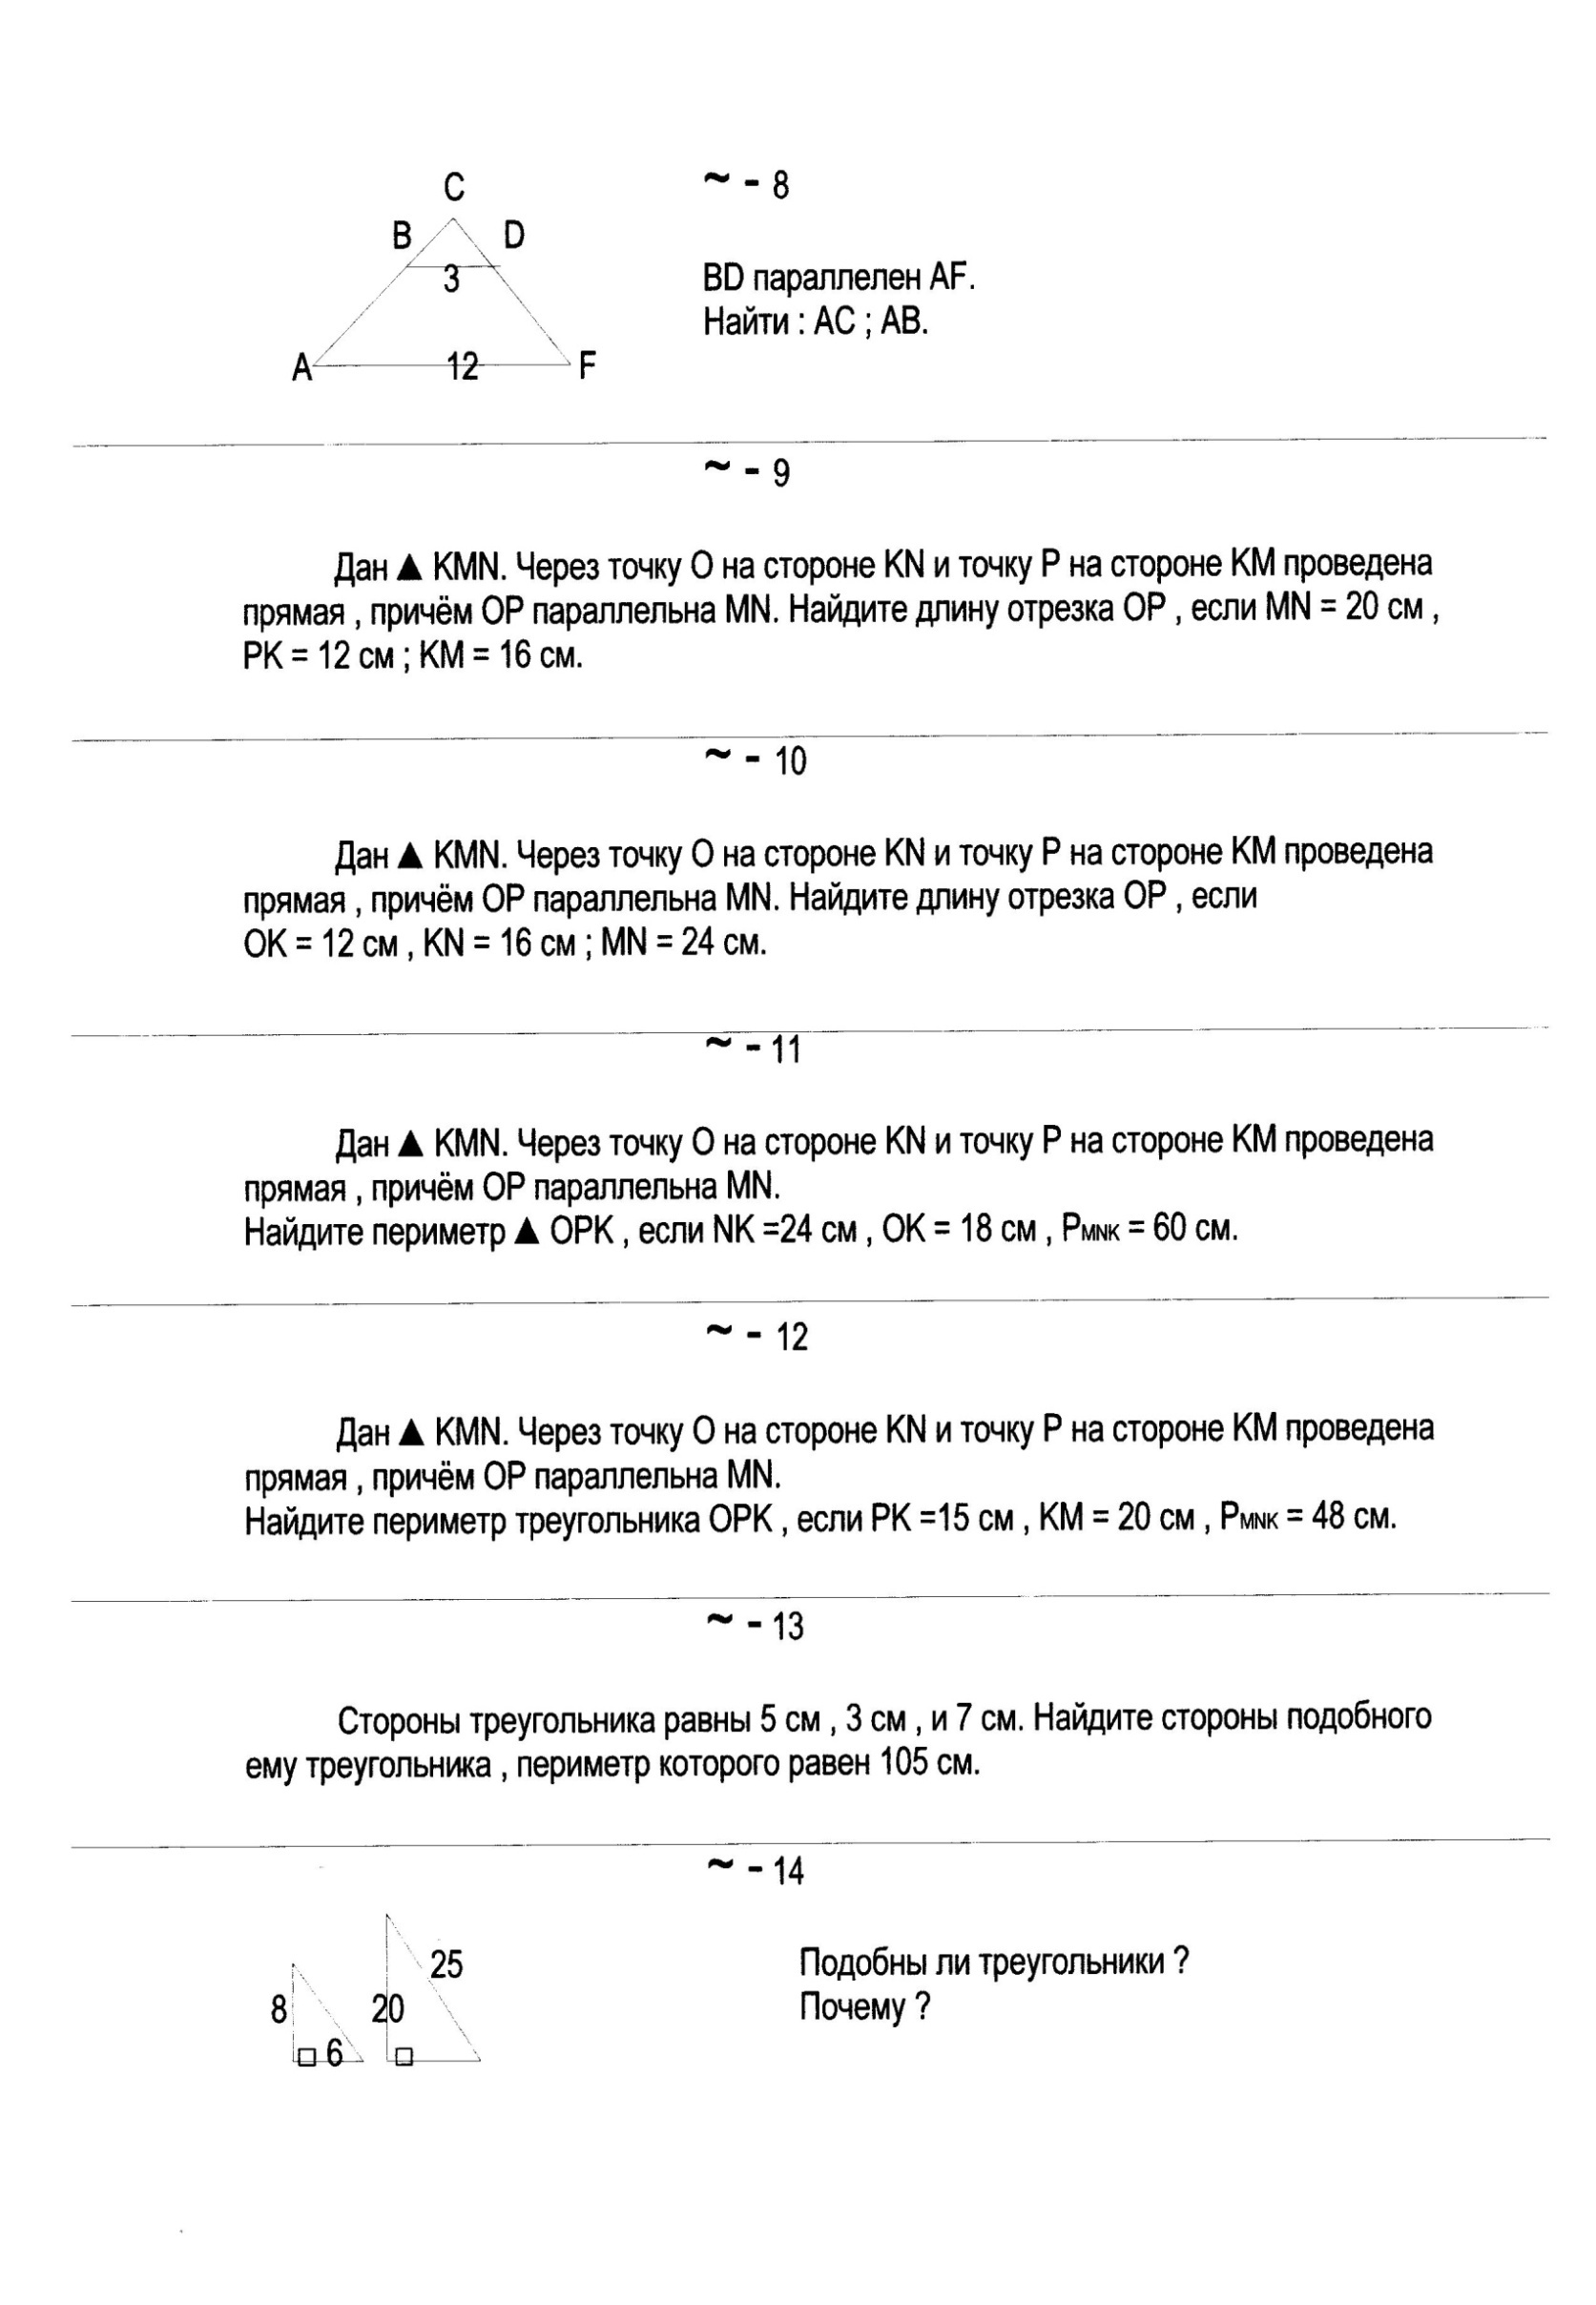 C
~ - 8
B
D
3
BD параллелен AF.
Найти : AC ; AB.
A
12
F
~ - 9
Дан ▲ KMN. Через точку O на стороне KN и точку P на стороне KM проведена
прямая , причём OP параллельна MN. Найдите длину отрезка OP , если MN = 20 см ,
PK = 12 см ; KM = 16 см.
~ - 10
Дан ▲ KMN. Через точку O на стороне KN и точку P на стороне KM проведена
прямая , причём OP параллельна MN. Найдите длину отрезка OP , если
OK = 12 см , KN = 16 см ; MN = 24 см.
~ - 11
Дан ▲ KMN. Через точку O на стороне KN и точку P на стороне KM проведена
прямая , причём OP параллельна MN.
Найдите периметр ▲ OPK , если NK =24 см , OK = 18 см , PMNK = 60 см.
~ - 12
Дан ▲ KMN. Через точку O на стороне KN и точку P на стороне KM проведена
прямая , причём OP параллельна MN.
Найдите периметр треугольника OPK , если PK =15 см , KM = 20 см , PMNK = 48 см.
~ - 13
Стороны треугольника равны 5 см , 3 см , и 7 см. Найдите стороны подобного
ему треугольника , периметр которого равен 105 см.
~ - 14
25
Подобны ли треугольники ?
8
20
Почему ?
6